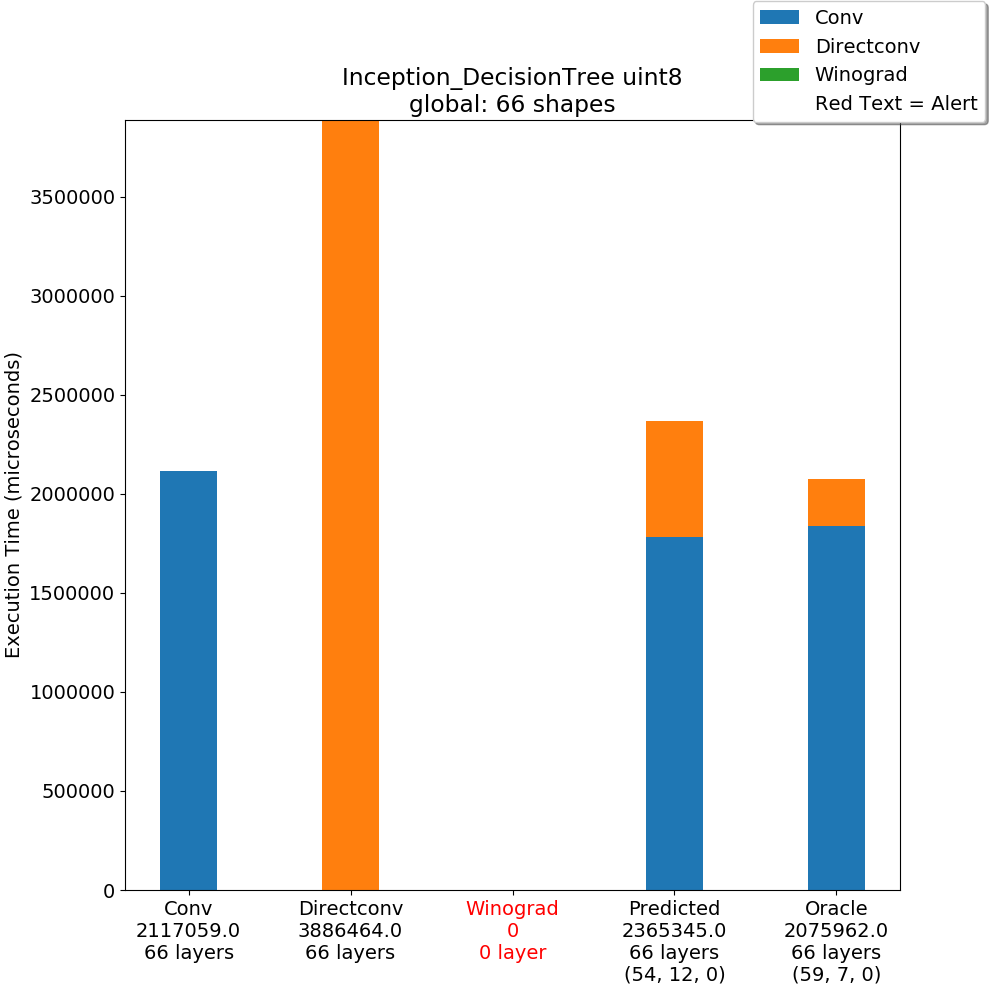 Conv
Directconv
Winograd
Red Text = Alert
Inception_DecisionTree uint8
global: 66 shapes
Execution Time (microseconds)
3500000
3000000
2500000
2000000
1500000
1000000
500000
0
Conv
2117059.0
66 layers
Directconv
3886464.0
66 layers
Winograd
0
0 layer
Predicted
2365345.0
66 layers
(54, 12, 0)
Oracle
2075962.0
66 layers
(59, 7, 0)